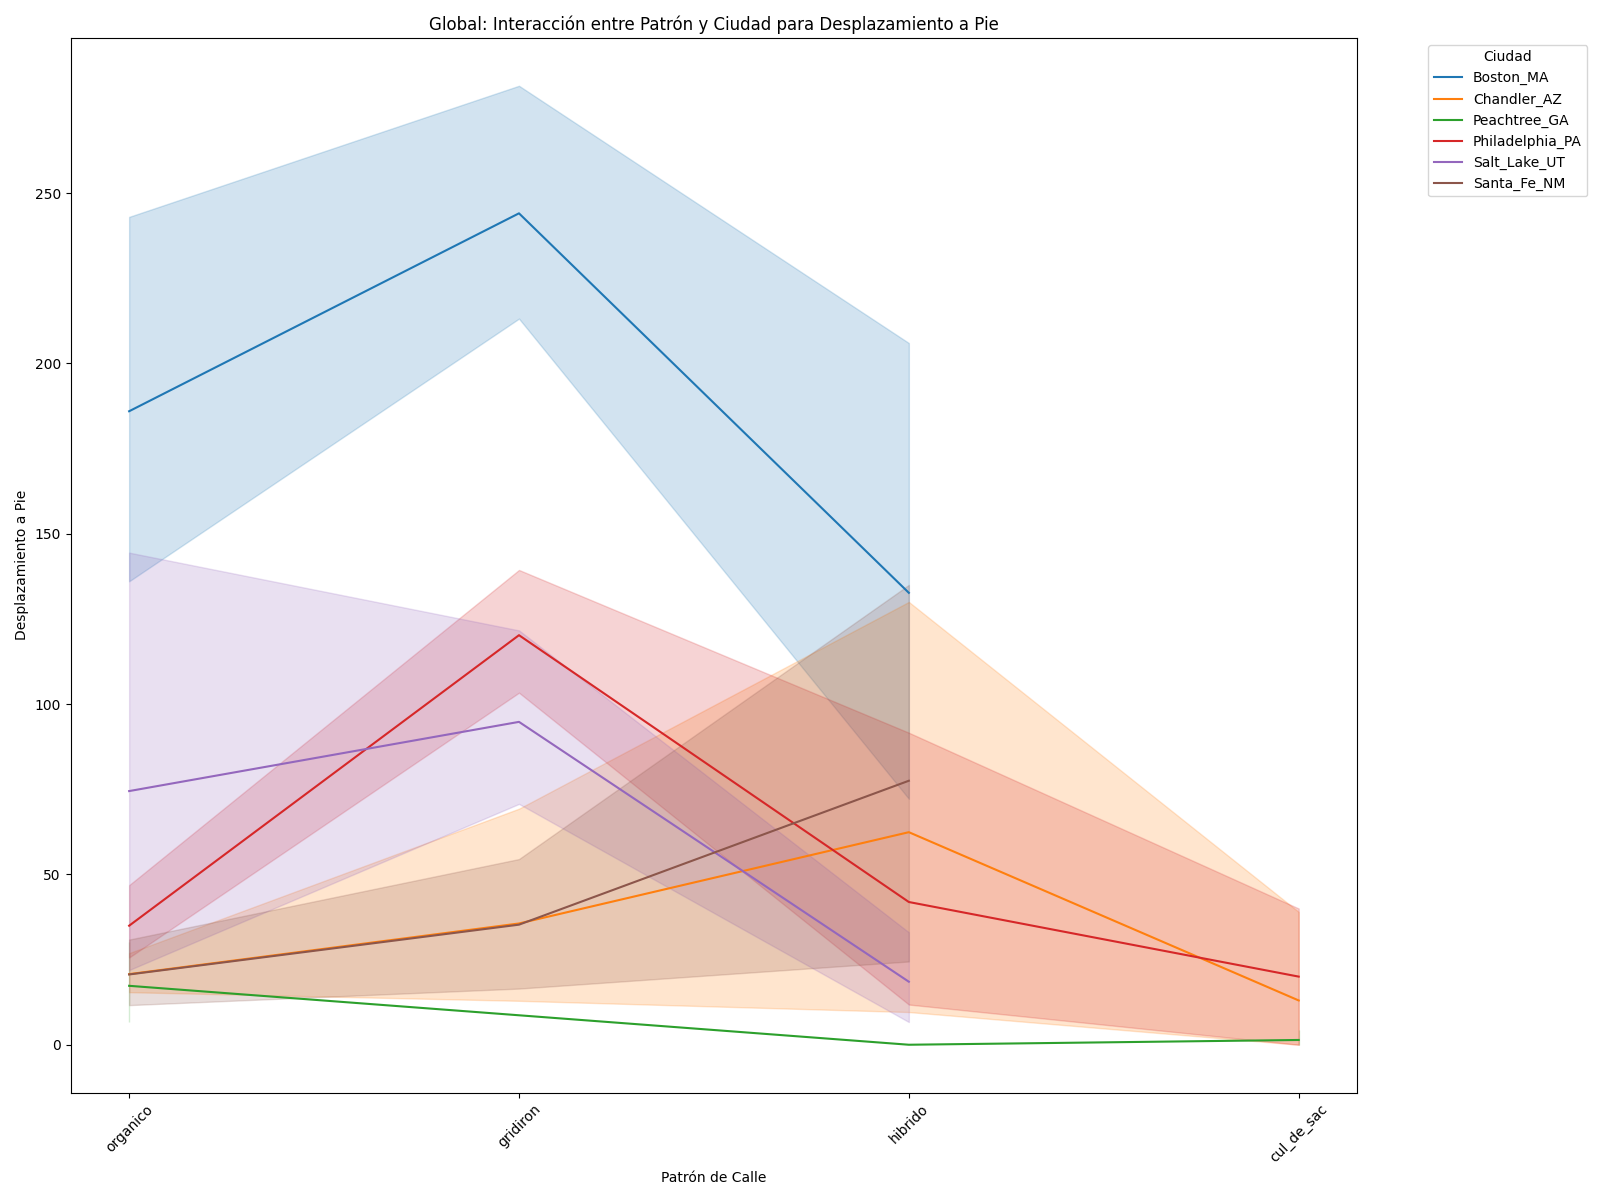 Global: Interacción entre Patrón y Ciudad para Desplazamiento a Pie
Ciudad
Boston_MA
Chandler_AZ
Peachtree_GA
Philadelphia_PA
Salt_Lake_UT
Santa_Fe_NM
Desplazamiento a Pie
250
200
150
100
50
0
organico
gridiron
hibrido
cul_de_sac
Patrón de Calle